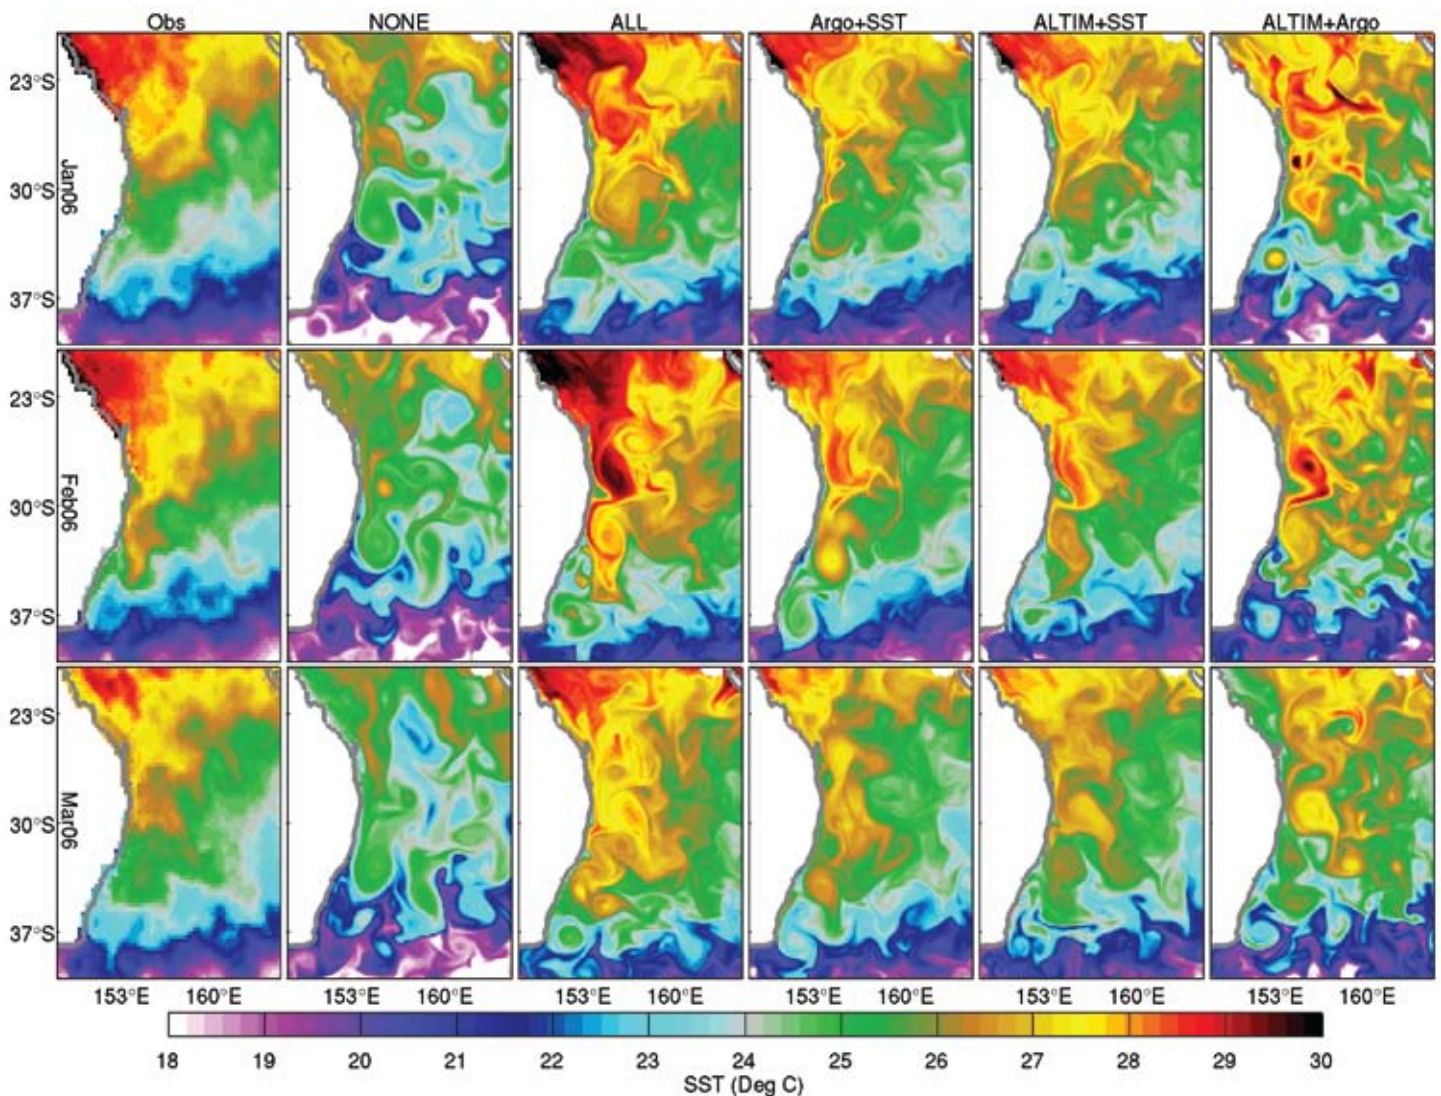 Obs NONE ALL Argo+SST ALTIM+SST ALTIM+Argo
23°S
Jan06
30°S
37°S
23°S
Feb06
30°S
37°S
23°S
Mar06
30°S
37°S
153°E 160°E 153°E 160°E 153°E 160°E 153°E 160°E 153°E 160°E 153°E 160°E
18 19 20 21 22 23 24 25 26 27 28 29 30
SST (Deg C)